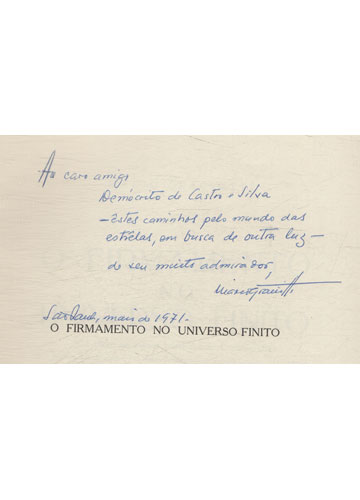 Ao caro amigo
Demócrito de Castro e Silva
—Estes caminhos pelo mundo das
estrêlas, em busca de outra luz—
do seu muito admirador,
São Paulo, maio de 1971.
O FIRMAMENTO NO UNIVERSO FINITO